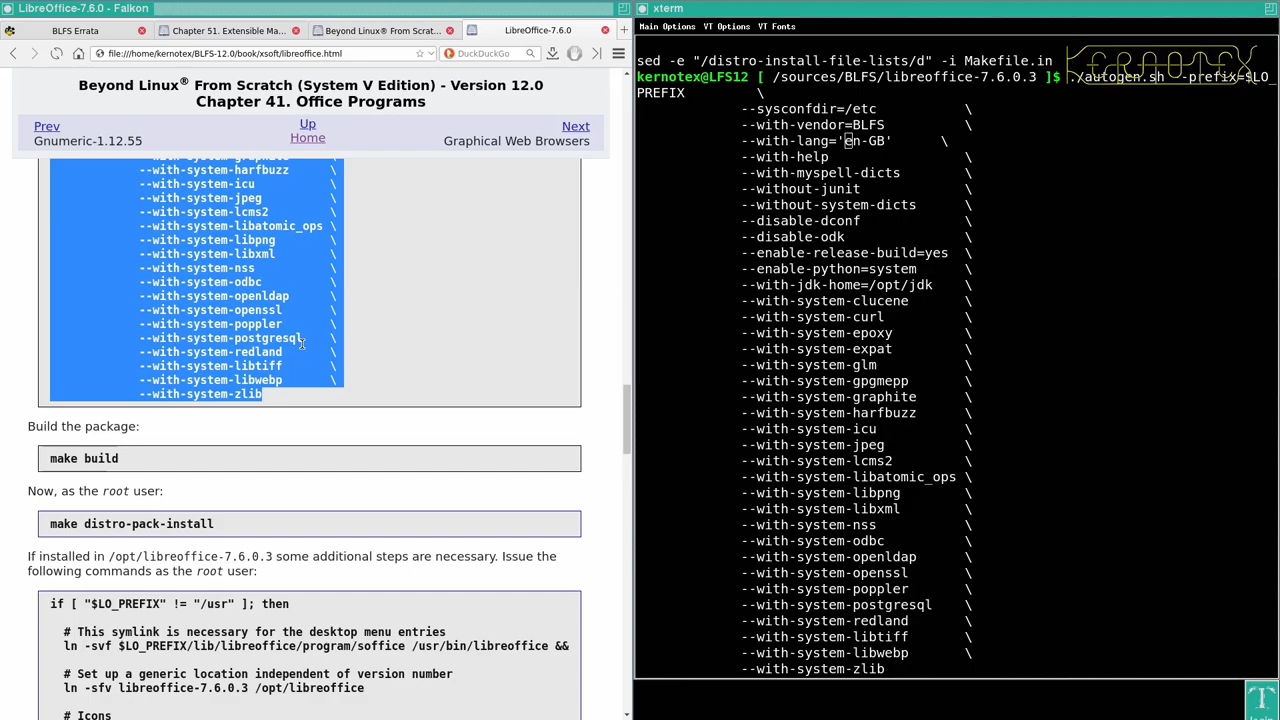 LibreOffice-7.6.0 - Falkon
BLFS Errata
Chapter 51. Extensible Ma...
Beyond Linux® From Scrat...
LibreOffice-7.6.0
file:///home/kernotex/BLFS-12.0/book/xsoft/libreoffice.html
DuckDuckGo
Beyond Linux® From Scratch (System V Edition) - Version 12.0
Chapter 41. Office Programs
Prev
Up
Next
Gnumeric-1.12.55
Home
Graphical Web Browsers
--with-system-graphite \
--with-system-harfbuzz \
--with-system-icu \
--with-system-jpeg \
--with-system-lcms2 \
--with-system-libatomic_ops \
--with-system-libpng \
--with-system-libxml \
--with-system-nss \
--with-system-odbc \
--with-system-openldap \
--with-system-openssl \
--with-system-poppler \
--with-system-postgresql \
--with-system-redland \
--with-system-libtiff \
--with-system-libwebp \
--with-system-zlib
Build the package:
make build
Now, as the root user:
make distro-pack-install
If installed in /opt/libreoffice-7.6.0.3 some additional steps are necessary. Issue the
following commands as the root user:
if [ "$LO_PREFIX" != "/usr" ]; then
# This symlink is necessary for the desktop menu entries
ln -svf $LO_PREFIX/lib/libreoffice/program/soffice /usr/bin/libreoffice &&
# Set up a generic location independent of version number
ln -sfv libreoffice-7.6.0.3 /opt/libreoffice
# Icons
xterm
Main Options VT Options VT Fonts
KERNOTEX
sed -e "/distro-install-file-lists/d" -i Makefile.in
kernotex@LFS12 [ /sources/BLFS/libreoffice-7.6.0.3 ]$ ./autogen.sh --prefix=$LO_
PREFIX \
--sysconfdir=/etc \
--with-vendor=BLFS \
--with-lang='en-GB' \
--with-help \
--with-myspell-dicts \
--without-junit \
--without-system-dicts \
--disable-dconf \
--disable-odk \
--enable-release-build=yes \
--enable-python=system \
--with-jdk-home=/opt/jdk \
--with-system-clucene \
--with-system-curl \
--with-system-epoxy \
--with-system-expat \
--with-system-glm \
--with-system-gpgmepp \
--with-system-graphite \
--with-system-harfbuzz \
--with-system-icu \
--with-system-jpeg \
--with-system-lcms2 \
--with-system-libatomic_ops \
--with-system-libpng \
--with-system-libxml \
--with-system-nss \
--with-system-odbc \
--with-system-openldap \
--with-system-openssl \
--with-system-poppler \
--with-system-postgresql \
--with-system-redland \
--with-system-libtiff \
--with-system-libwebp \
--with-system-zlib